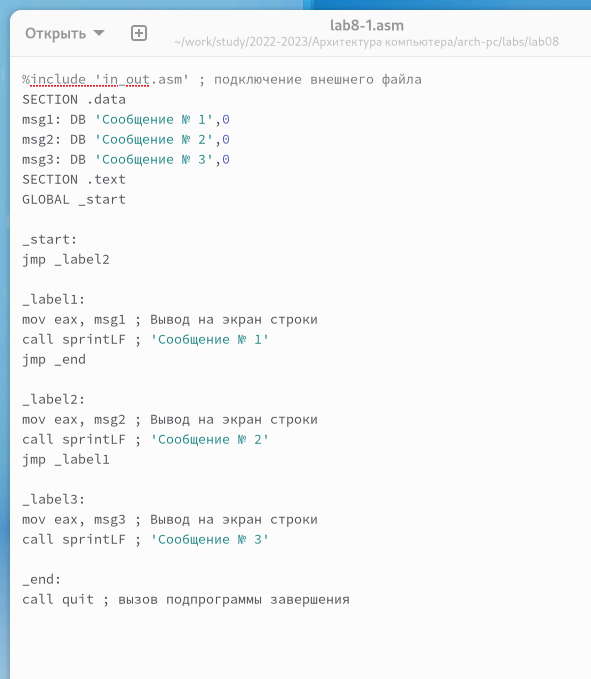 Открыть
lab8-1.asm
~/work/study/2022-2023/Архитектура компьютера/arch-pc/labs/lab08
%include 'in_out.asm' ; подключение внешнего файла
SECTION .data
msg1: DB 'Сообщение № 1',0
msg2: DB 'Сообщение № 2',0
msg3: DB 'Сообщение № 3',0
SECTION .text
GLOBAL _start
_start:
jmp _label2
_label1:
mov eax, msg1 ; Вывод на экран строки
call sprintLF ; 'Сообщение № 1'
jmp _end
_label2:
mov eax, msg2 ; Вывод на экран строки
call sprintLF ; 'Сообщение № 2'
jmp _label1
_label3:
mov eax, msg3 ; Вывод на экран строки
call sprintLF ; 'Сообщение № 3'
_end:
call quit ; вызов подпрограммы завершения